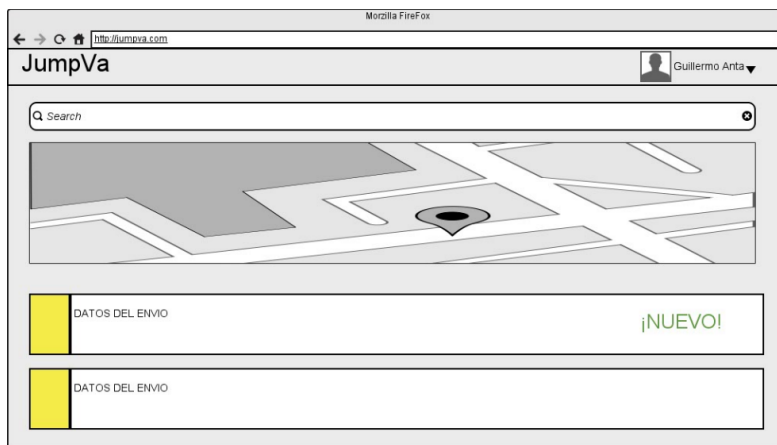 Morzilla FireFox
http://jumpva.com
JumpVa
Guillermo Anta
Search
DATOS DEL ENVIO
¡NUEVO!
DATOS DEL ENVIO